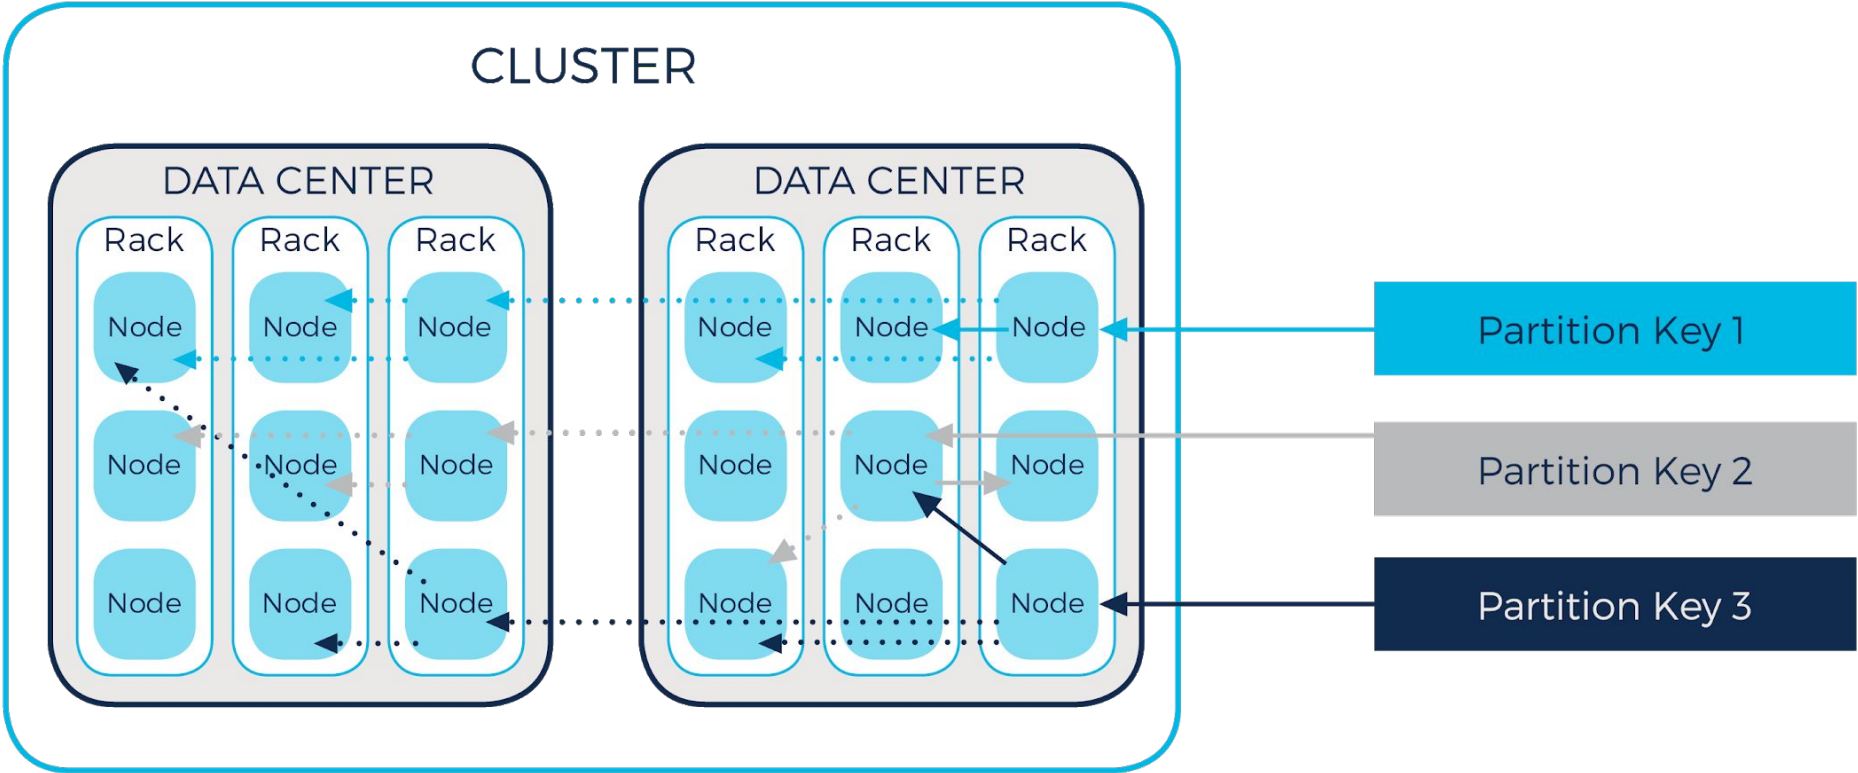 CLUSTER
DATA CENTER
Rack Rack Rack
Node Node Node
Node Node Node
Node Node Node
DATA CENTER
Rack Rack Rack
Node Node Node
Node Node Node
Node Node Node
Partition Key 1
Partition Key 2
Partition Key 3